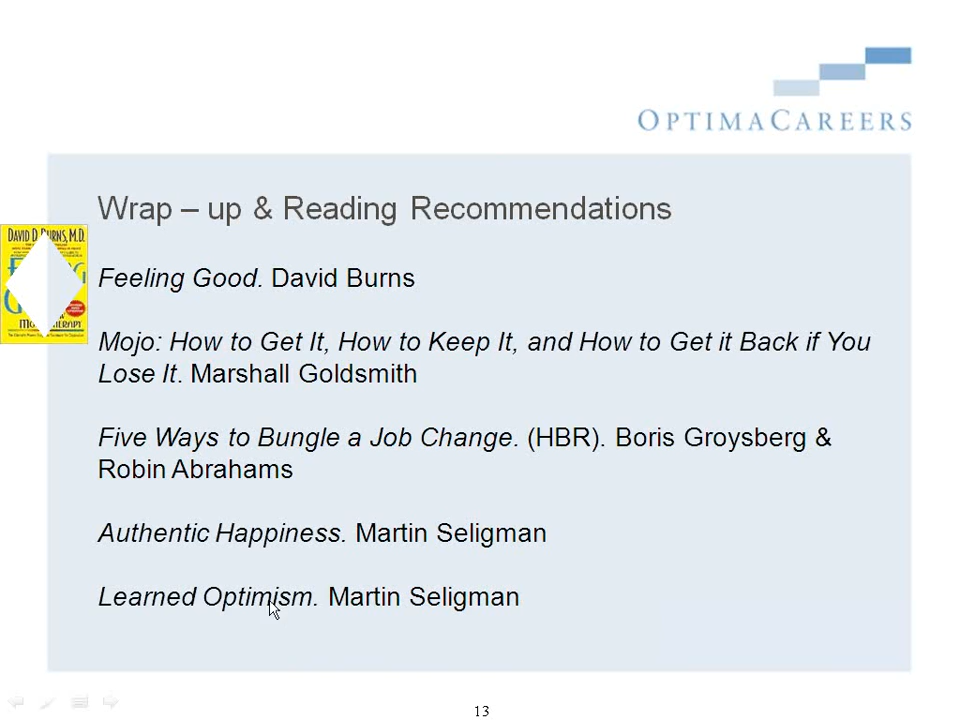 OPTIMACAREERS
Wrap – up & Reading Recommendations
DAVID D. BURNS, M.D.
Feeling Good. David Burns
Mojo: How to Get It, How to Keep It, and How to Get it Back if You
Lose It. Marshall Goldsmith
Five Ways to Bungle a Job Change. (HBR). Boris Groysberg &
Robin Abrahams
Authentic Happiness. Martin Seligman
Learned Optimism. Martin Seligman
13